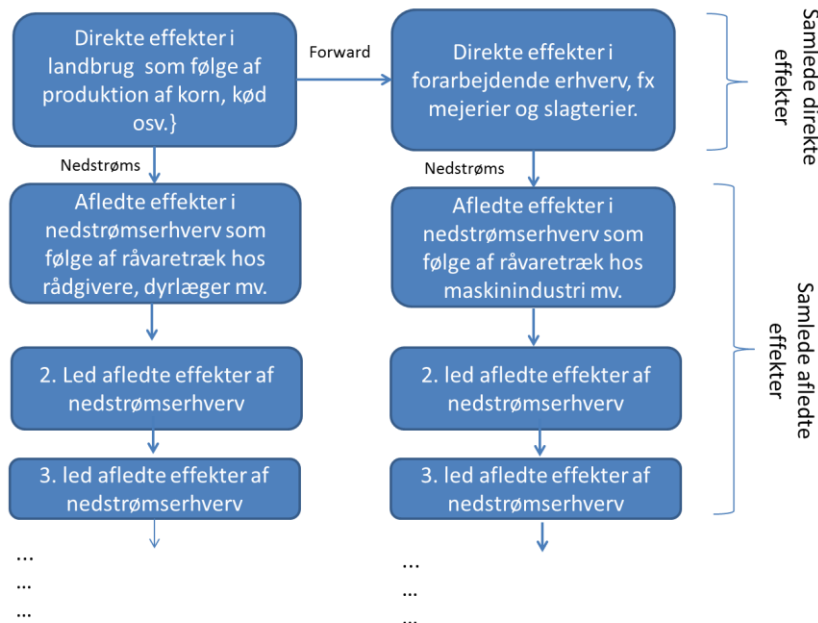 Direkte effekter i
landbrug som følge af
produktion af korn, kød
osv.}
Forward
Direkte effekter i
forarbejdende erhverv, fx
mejerier og slagterier.
Samlede direkte
effekter
Nedstrøms
Nedstrøms
Afledte effekter i
nedstrømserhverv som
følge af råvaretræk hos
rådgivere, dyrlæger mv.
Afledte effekter i
nedstrømserhverv som
følge af råvaretræk hos
maskinindustri mv.
Samlede afledte
effekter
2. Led afledte effekter af
nedstrømserhverv
2. led afledte effekter af
nedstrømserhverv
3. led afledte effekter af
nedstrømserhverv
3. led afledte effekter af
nedstrømserhverv
...
...
...
...
...
...